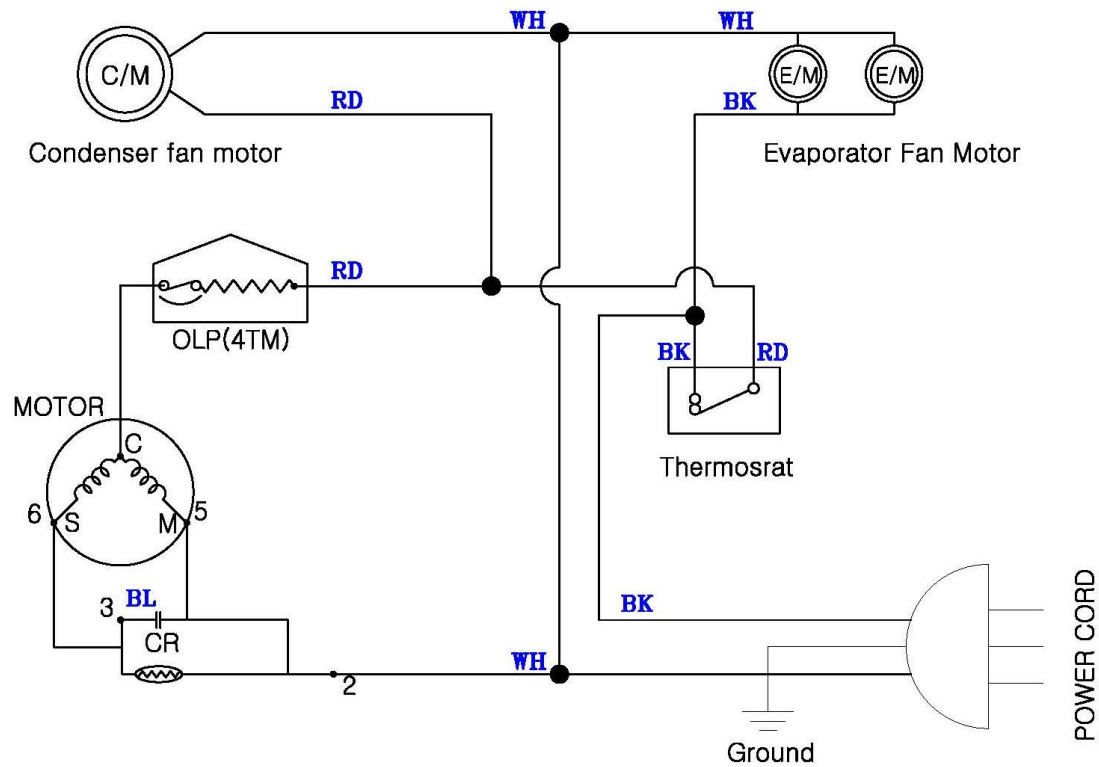 WH
WH
C/M
E/M
E/M
RD
BK
Condenser fan motor
Evaporator Fan Motor
RD
OLP(4TM)
BK
RD
MOTOR
C
8
Thermosrat
6
S
M
5
3
BL
BK
CR
WH
2
POWER CORD
Ground